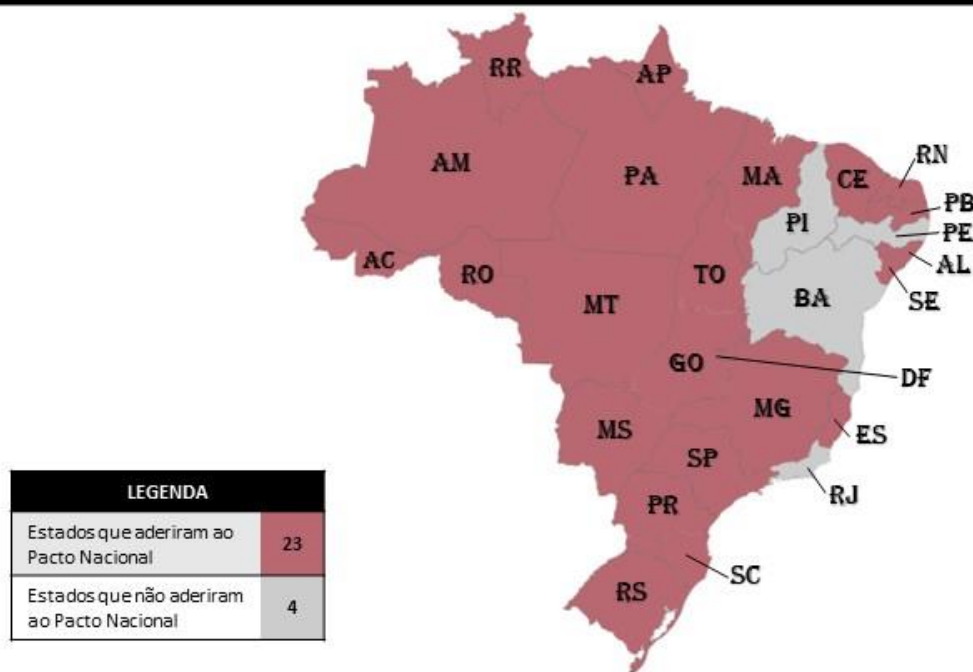 RR
AP
AM
PA
MA
CE
RN
PB
PI
PE
AL
AC
RO
TO
SE
MT
BA
GO
DF
MG
MS
ES
SP
RJ
PR
SC
RS
LEGENDA
Estados que aderiram ao
Pacto Nacional
23
Estados que não aderiram
ao Pacto Nacional
4